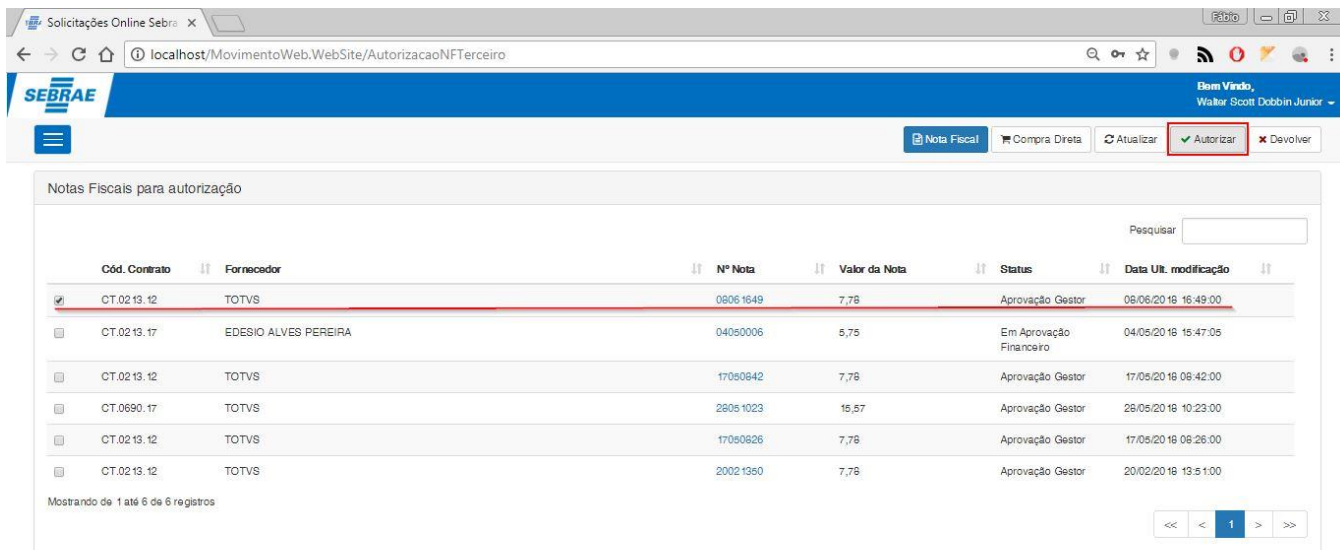 Solicitações Online Sebra
Fábio
localhost/MovimentoWeb.WebSite/AutorizacaoNFTerceiro
SEBRAE
Bem Vindo,
Walter Scott Dobbin Junior
Nota Fiscal Compra Direta Atualizar Autorizar Devolver
Notas Fiscais para autorização
Pesquisar
Cód. Contrato Fornecedor Nº Nota Valor da Nota Status Data Ult. modificação
CT.0213.12 TOTVS 08061649 7,78 Aprovação Gestor 08/06/2018 16:49:00
CT.0213.17 EDESIO ALVES PEREIRA 04050006 5,75 Em Aprovação 04/05/2018 15:47:05
Financeiro
CT.0213.12 TOTVS 17050842 7,78 Aprovação Gestor 17/05/2018 08:42:00
CT.0690.17 TOTVS 28051023 15,57 Aprovação Gestor 28/05/2018 10:23:00
CT.0213.12 TOTVS 17050826 7,78 Aprovação Gestor 17/05/2018 08:26:00
CT.0213.12 TOTVS 20021350 7,78 Aprovação Gestor 20/02/2018 13:51:00
Mostrando de 1 até 6 de 6 registros
<< < 1 > >>